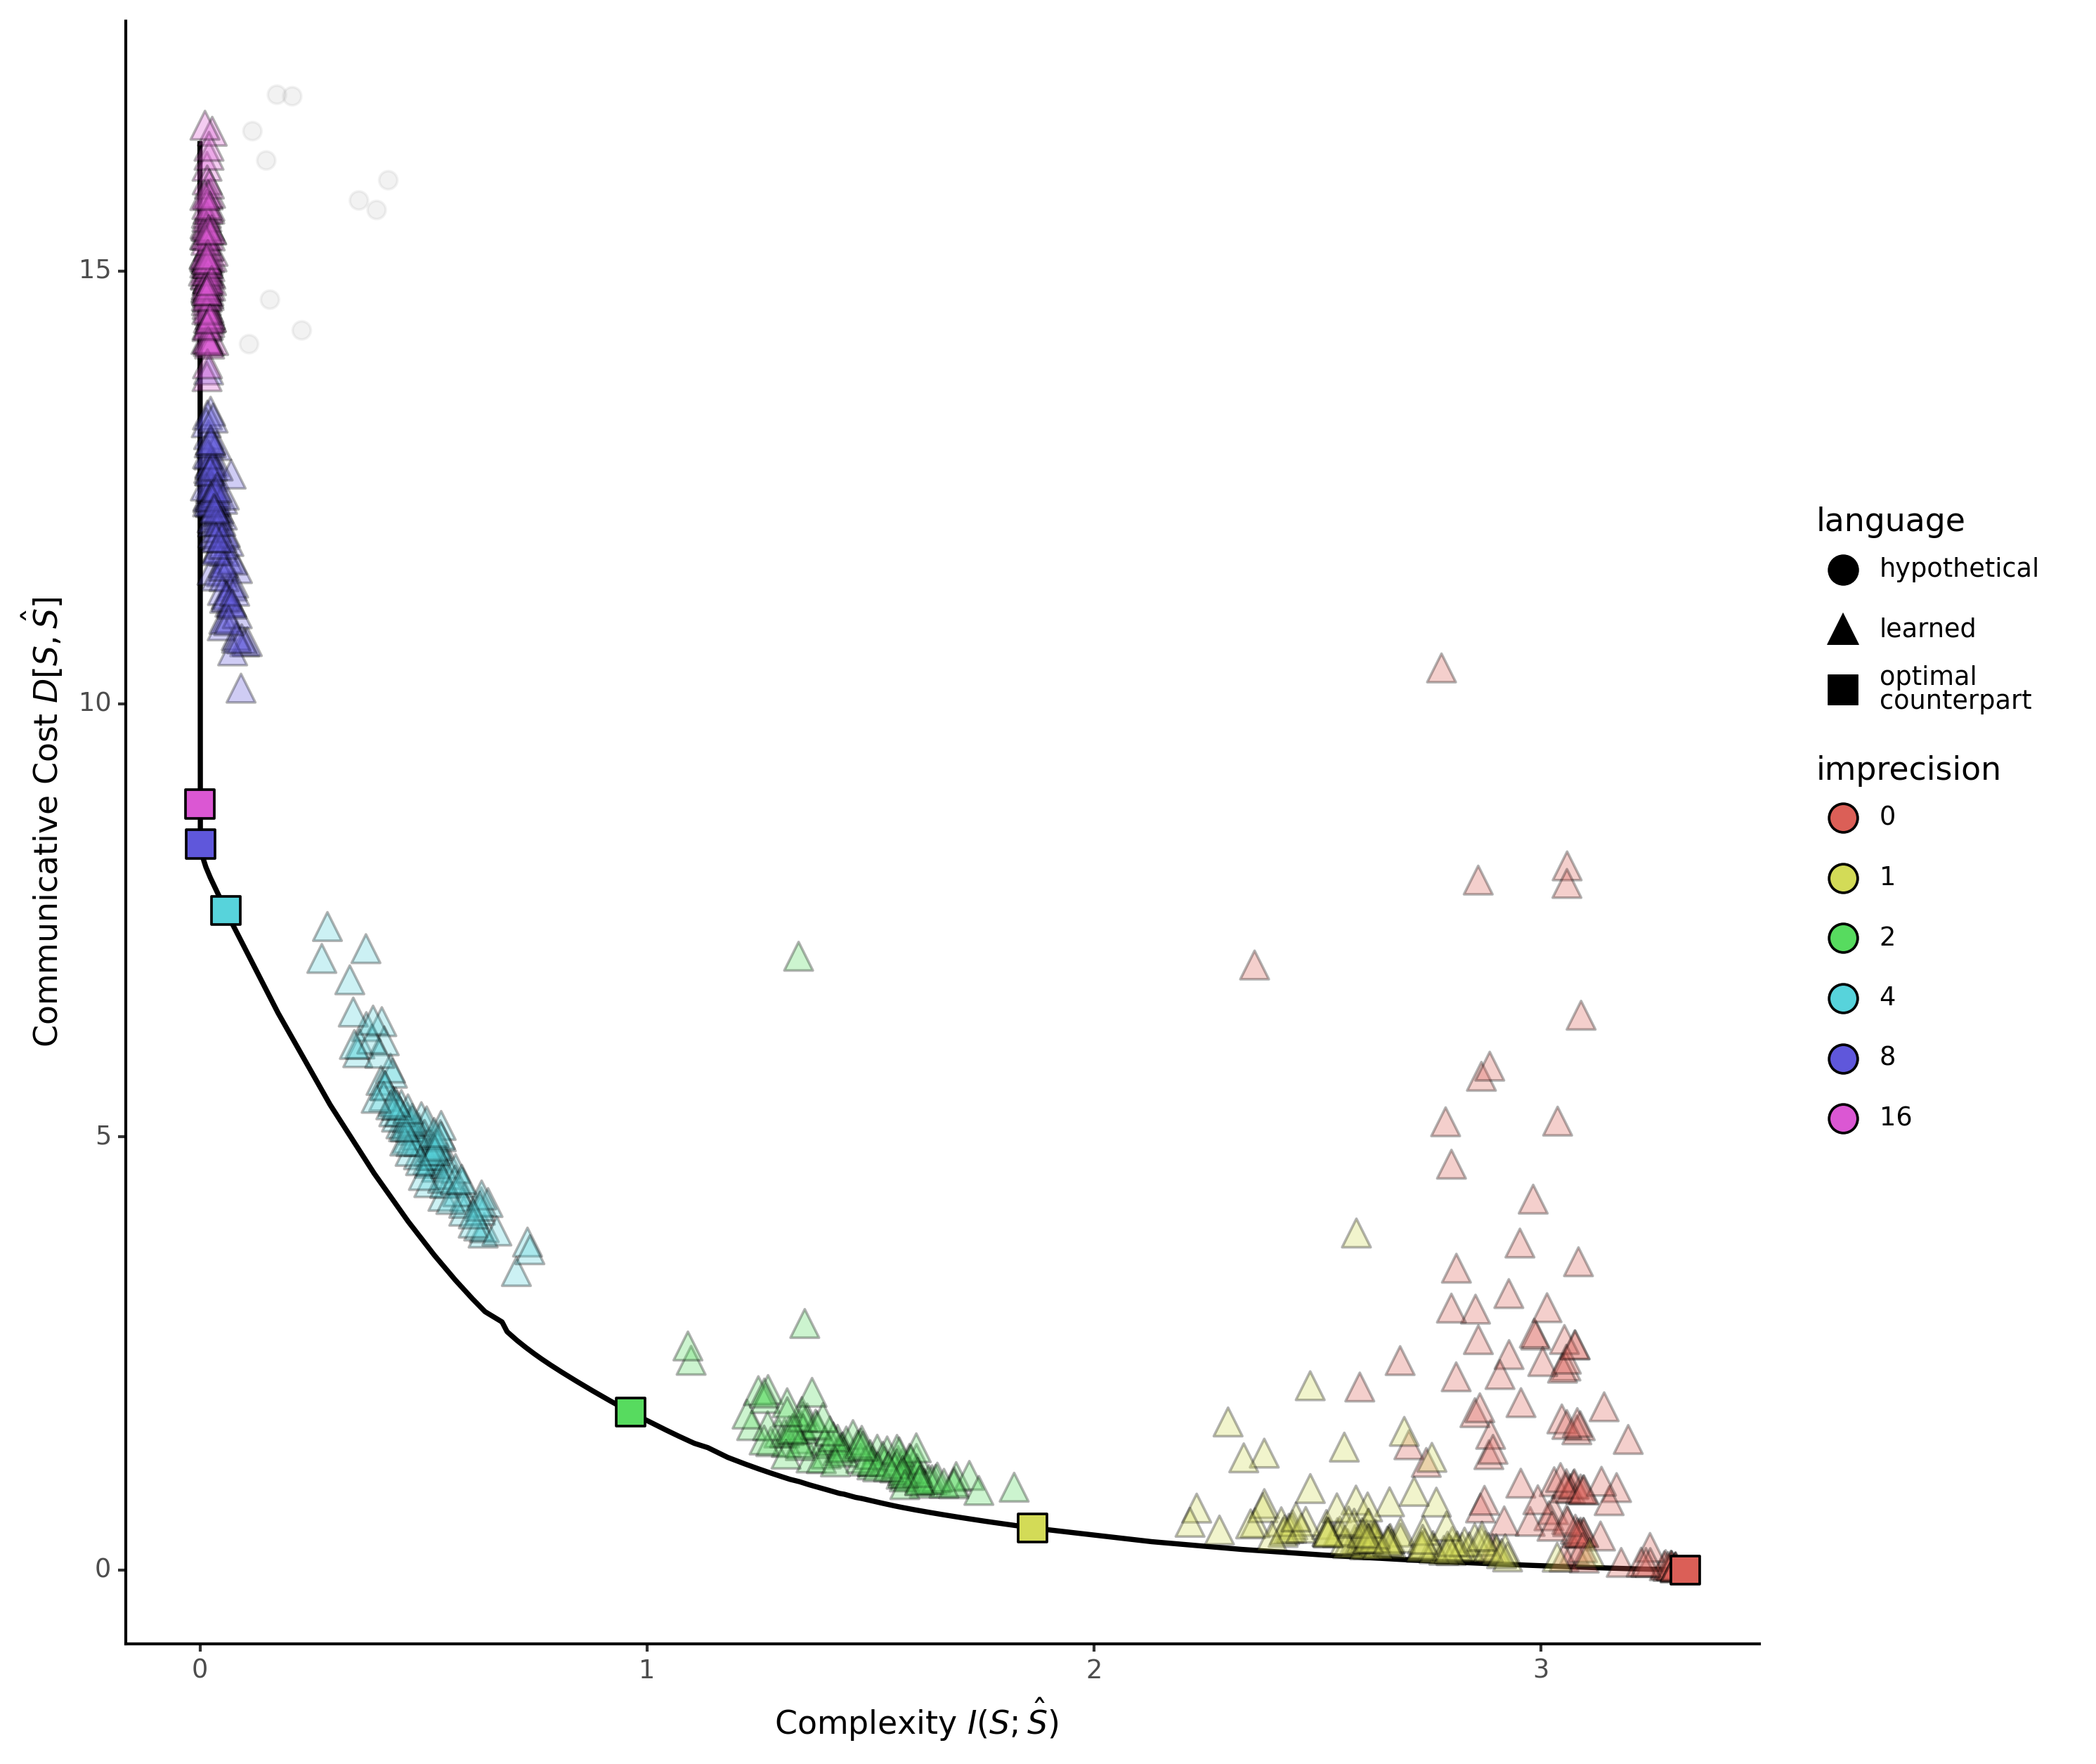 Communicative Cost D[S, Ŝ]
15
10
5
0
0
1
2
3
Complexity I(S; Ŝ)
language
hypothetical
learned
optimal
counterpart
imprecision
0
1
2
4
8
16